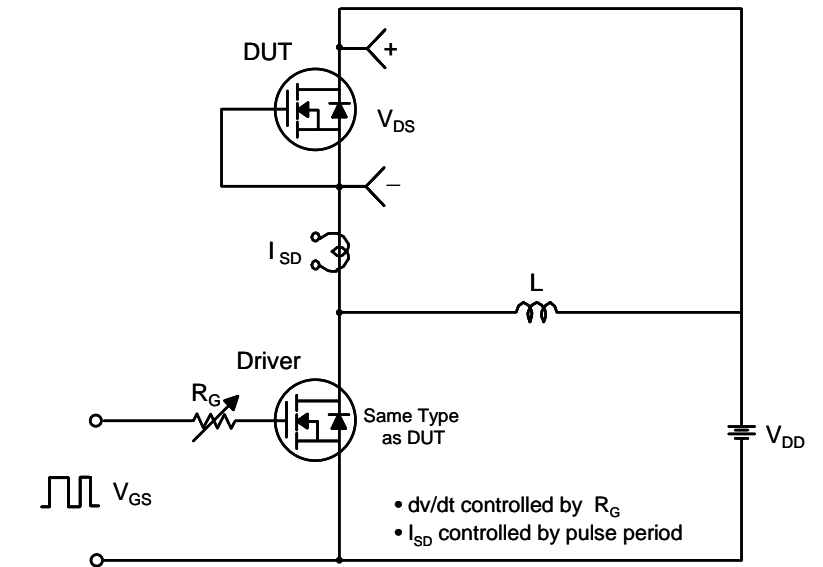 DUT
+
V_DS
–
I_SD
L
Driver
R_G
Same Type
as DUT
V_DD
V_GS
• dv/dt controlled by R_G
• I_SD controlled by pulse period